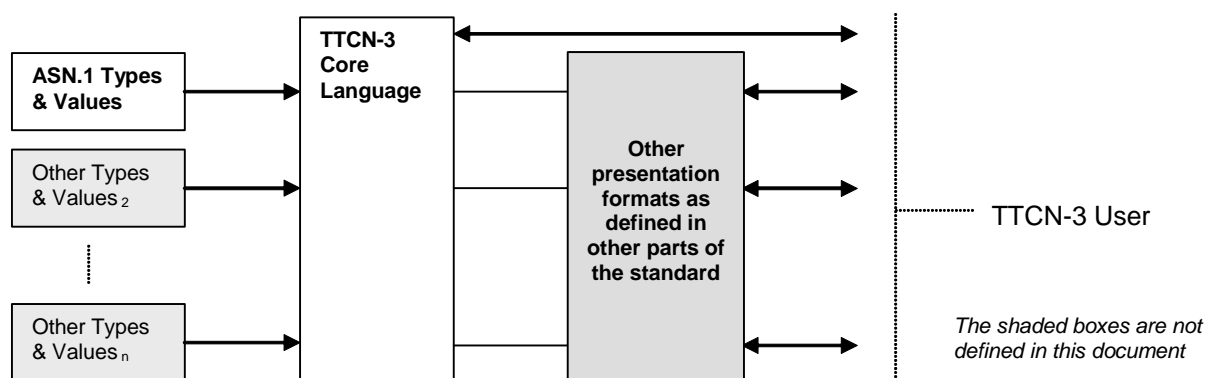 ASN.1 Types
& Values
Other Types
& Values 2
Other Types
& Values n
TTCN-3
Core
Language
Other
presentation
formats as
defined in
other parts of
the standard
TTCN-3 User
The shaded boxes are not
defined in this document